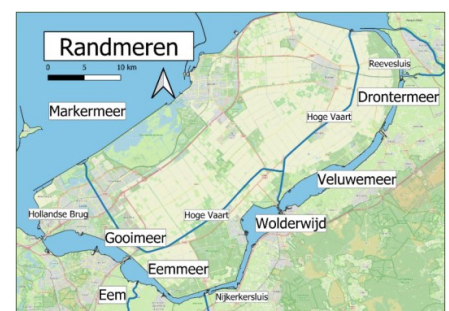 Randmeren
0 5 10 km
Reevesluis
Drontermeer
Markermeer
Hoge Vaart
Veluwemeer
Hollandse Brug
Hoge Vaart
Wolderwijd
Gooimeer
Eemmeer
Eem
Nijkerkersluis